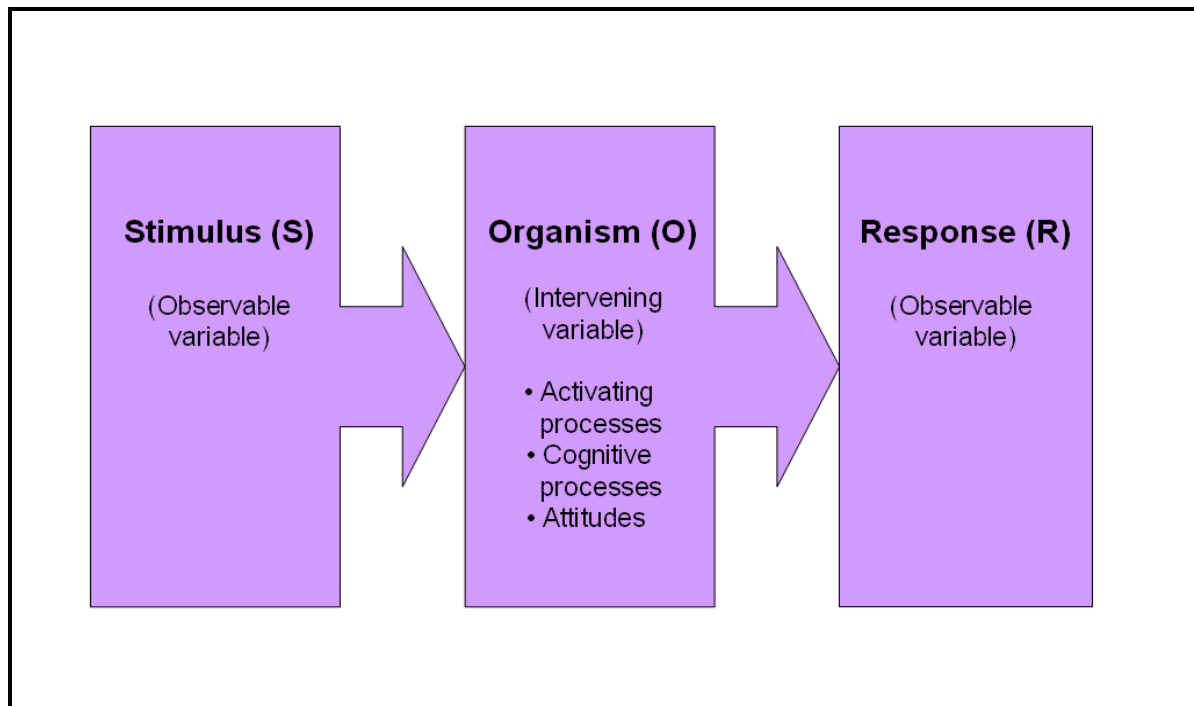 Stimulus (S)
(Observable
variable)
Organism (O)
(Intervening
variable)
• Activating
processes
• Cognitive
processes
• Attitudes
Response (R)
(Observable
variable)